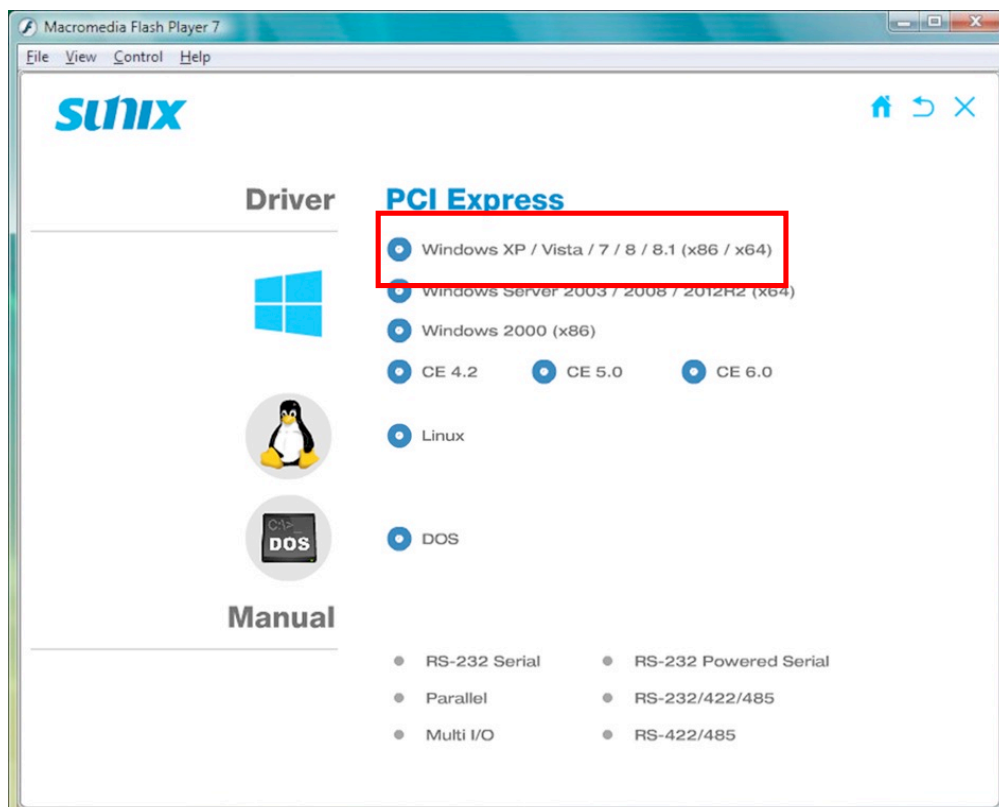 Macromedia Flash Player 7
File View Control Help
SUNIX
Driver PCI Express
Windows XP / Vista / 7 / 8 / 8.1 (x86 / x64)
Windows Server 2003 / 2008 / 2012R2 (x64)
Windows 2000 (x86)
CE 4.2 CE 5.0 CE 6.0
Linux
C:\>_
DOS
DOS
Manual
RS-232 Serial RS-232 Powered Serial
Parallel RS-232/422/485
Multi I/O RS-422/485